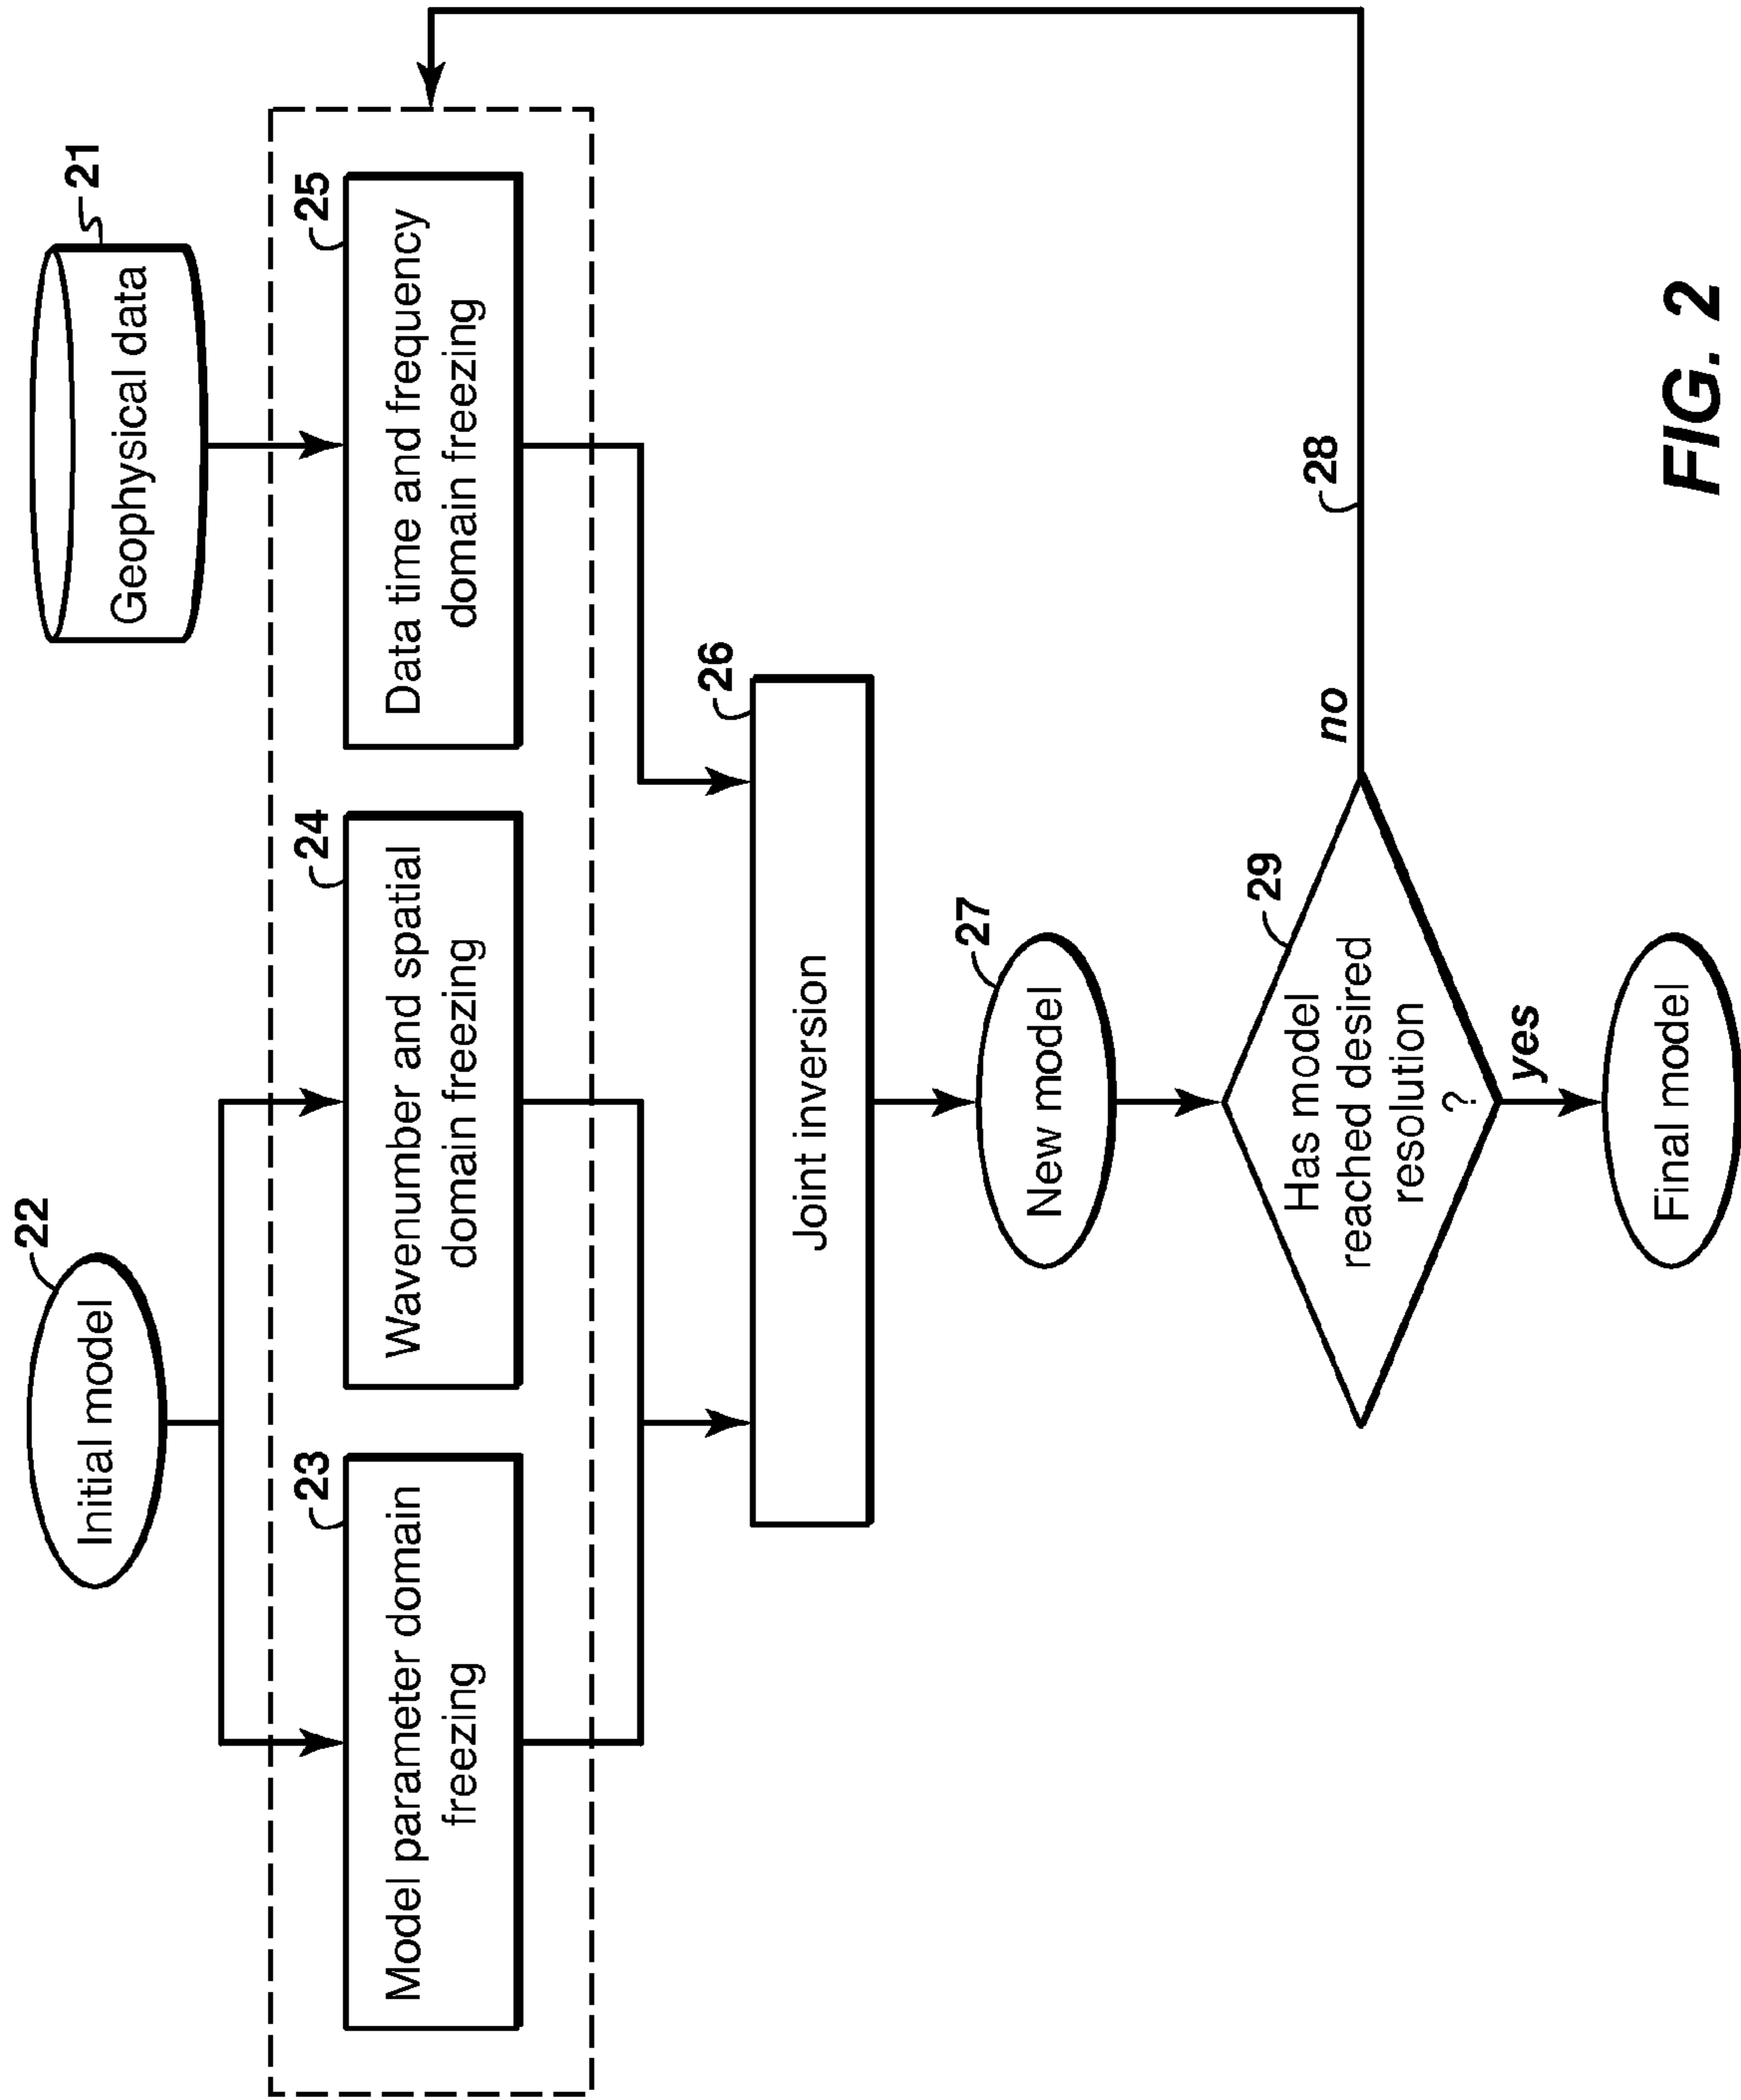 22
Initial model
21
Geophysical data
23
Model parameter domain
freezing
24
Wavenumber and spatial
domain freezing
25
Data time and frequency
domain freezing
26
Joint inversion
27
New model
29
Has model
reached desired
resolution
?
no
28
yes
Final model
FIG. 2